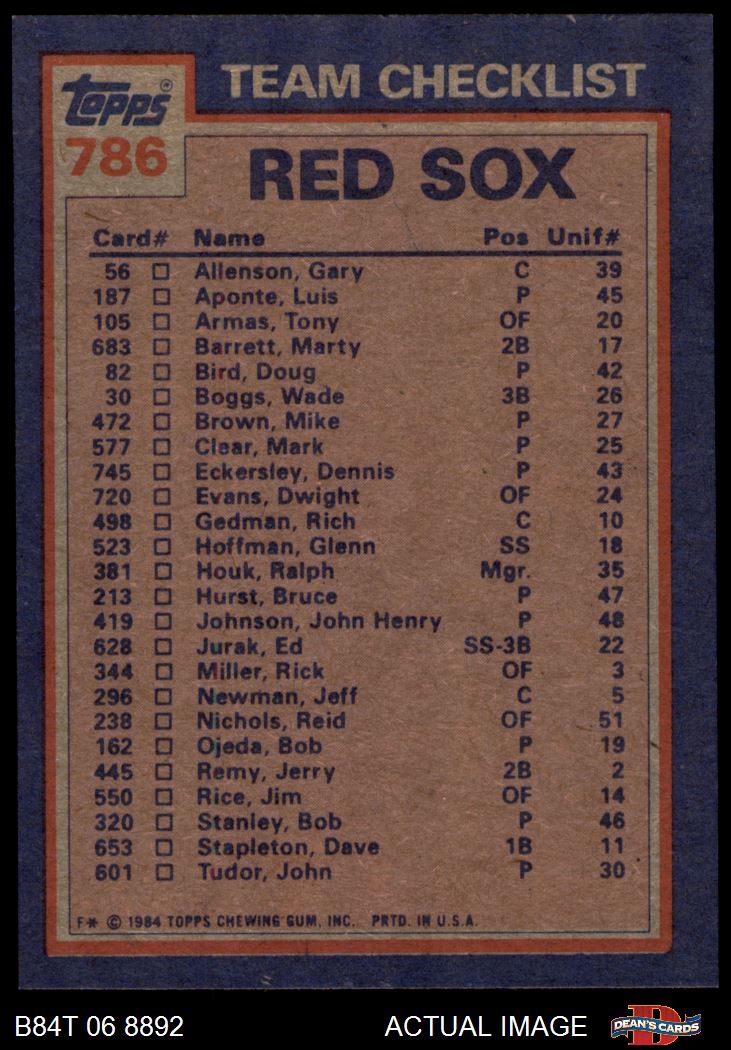 Topps®
TEAM CHECKLIST
786
RED SOX
Card# Name Pos Unif#
56 □ Allenson, Gary C 39
187 □ Aponte, Luis P 45
105 □ Armas, Tony OF 20
683 □ Barrett, Marty 2B 17
82 □ Bird, Doug P 42
30 □ Boggs, Wade 3B 26
472 □ Brown, Mike P 27
577 □ Clear, Mark P 25
745 □ Eckersley, Dennis P 43
720 □ Evans, Dwight OF 24
498 □ Gedman, Rich C 10
523 □ Hoffman, Glenn SS 18
381 □ Houk, Ralph Mgr. 35
213 □ Hurst, Bruce P 47
419 □ Johnson, John Henry P 48
628 □ Jurak, Ed SS-3B 22
344 □ Miller, Rick OF 3
296 □ Newman, Jeff C 5
238 □ Nichols, Reid OF 51
162 □ Ojeda, Bob P 19
445 □ Remy, Jerry 2B 2
550 □ Rice, Jim OF 14
320 □ Stanley, Bob P 46
653 □ Stapleton, Dave 1B 11
601 □ Tudor, John P 30
F* © 1984 TOPPS CHEWING GUM, INC. PRTD. IN U.S.A.
B84T 06 8892 ACTUAL IMAGE
D
DEAN'S CARDS